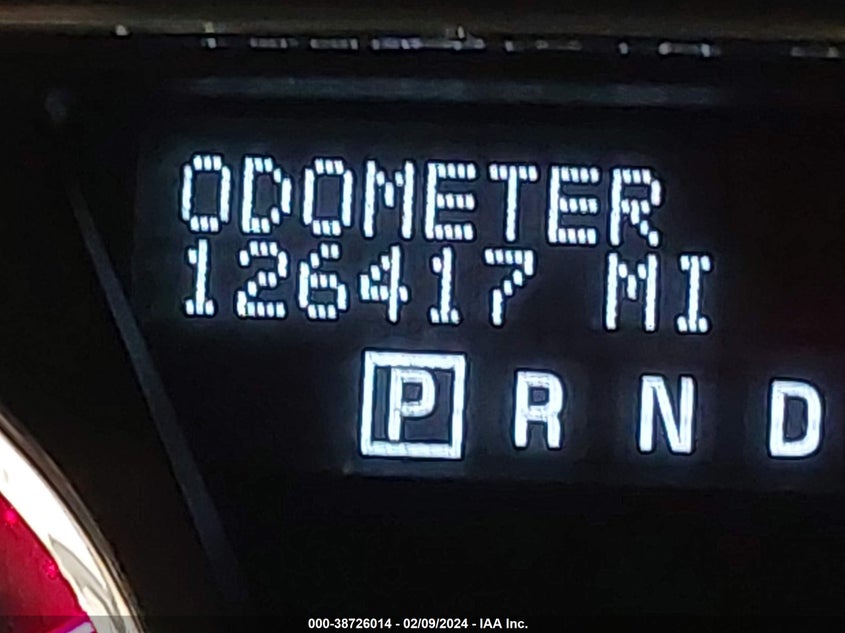 ODOMETER
126417 MI
P R N D
000-38726014 - 02/09/2024 - IAA Inc.